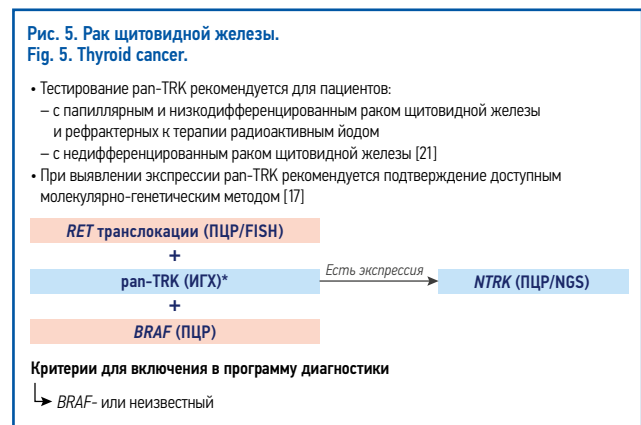 Рис. 5. Рак щитовидной железы.
Fig. 5. Thyroid cancer.
• Тестирование pan-TRK рекомендуется для пациентов:
– с папиллярным и низкодифференцированным раком щитовидной железы
и рефрактерных к терапии радиоактивным йодом
– с недифференцированным раком щитовидной железы [21]
• При выявлении экспрессии pan-TRK рекомендуется подтверждение доступным
молекулярно-генетическим методом [17]
RET транслокации (ПЦР/FISH)
+
pan-TRK (ИГХ)* Есть экспрессия NTRK (ПЦР/NGS)
+
BRAF (ПЦР)
Критерии для включения в программу диагностики
BRAF- или неизвестный